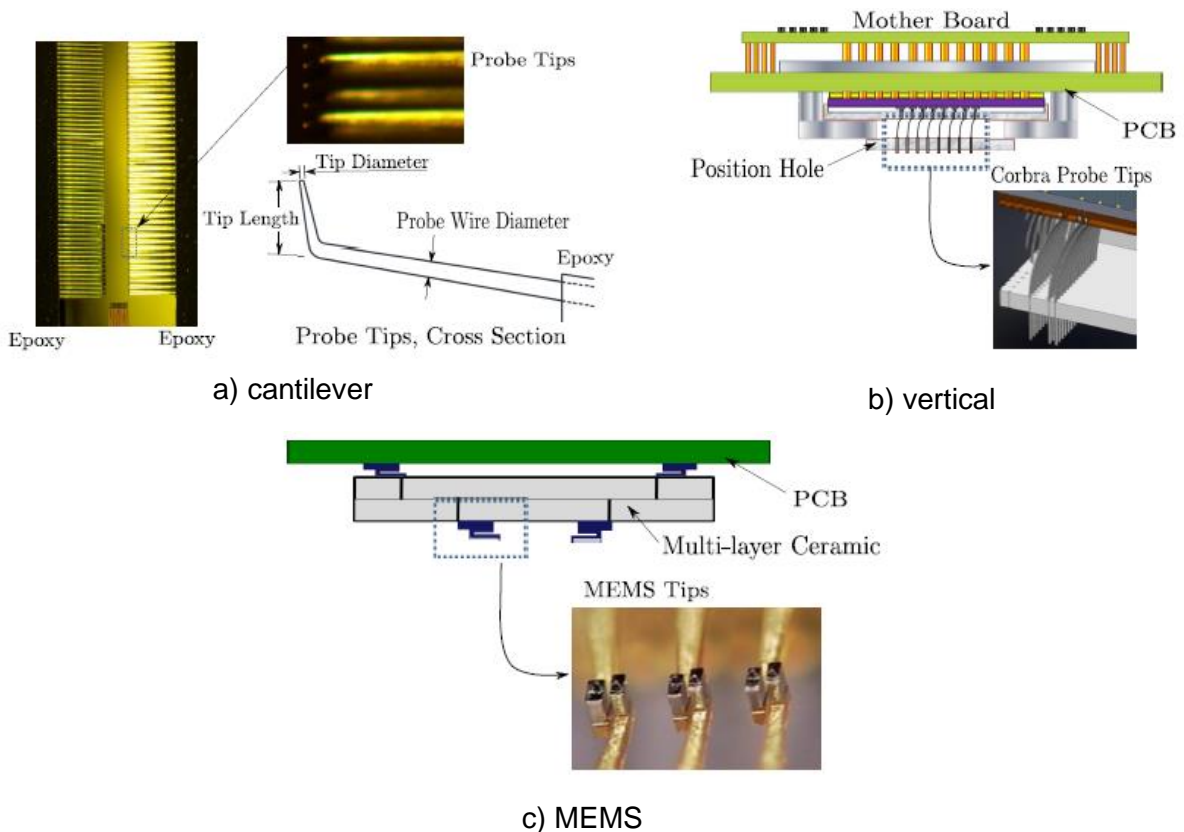 Probe Tips
Tip Diameter
Tip Length
Probe Wire Diameter
Epoxy
Probe Tips, Cross Section
Epoxy
Epoxy
a) cantilever
Mother Board
PCB
Position Hole
Corbra Probe Tips
b) vertical
PCB
Multi-layer Ceramic
MEMS Tips
c) MEMS